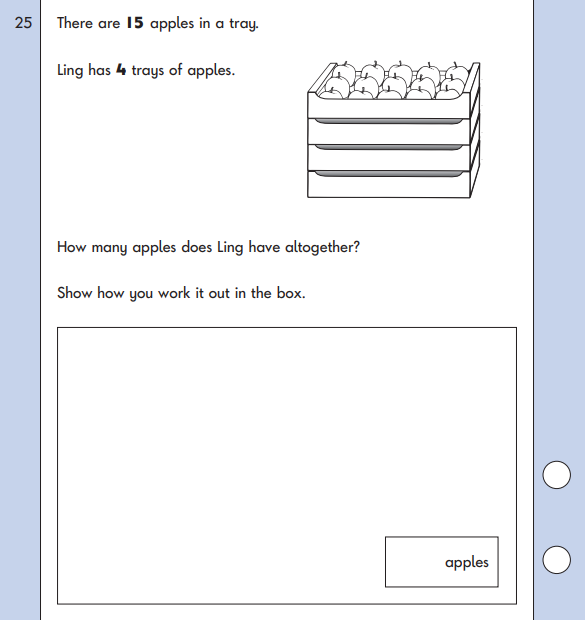 25 There are 15 apples in a tray.
Ling has 4 trays of apples.
How many apples does Ling have altogether?
Show how you work it out in the box.
apples